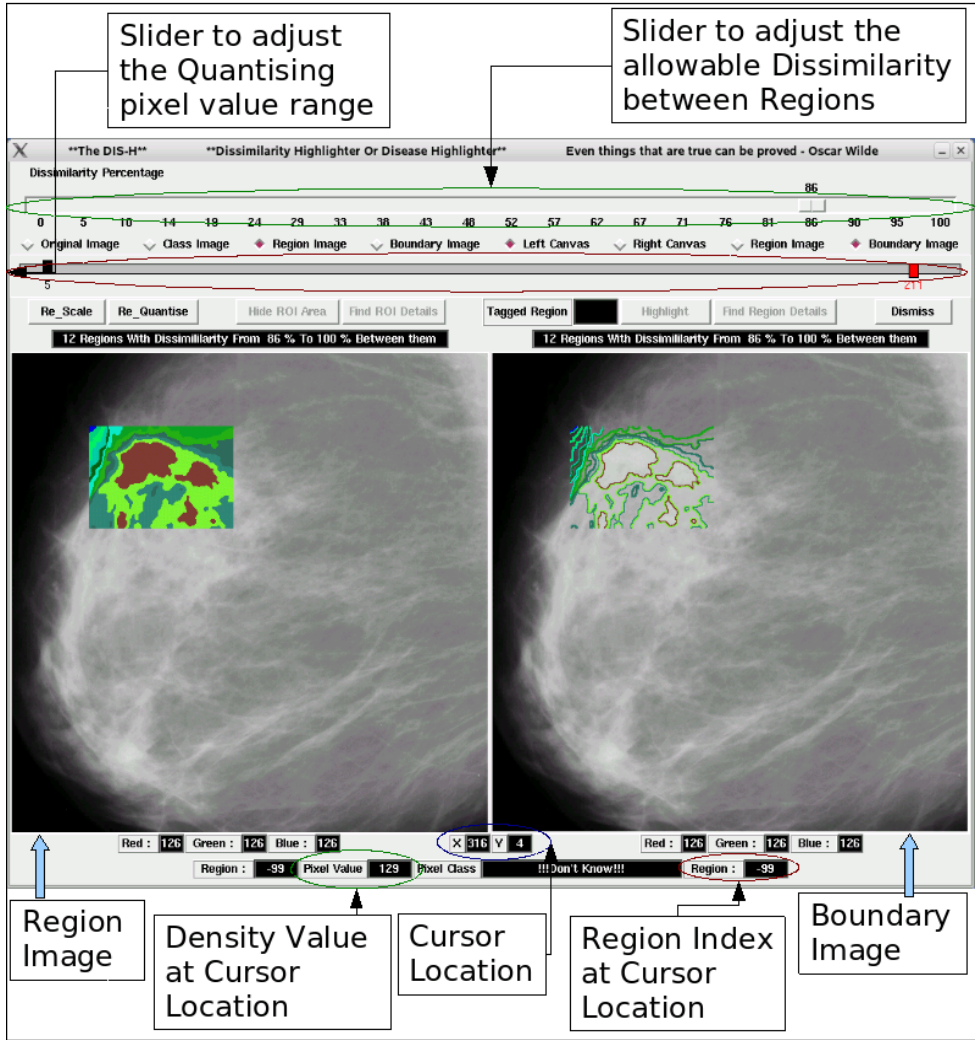 Slider to adjust
the Quantising
pixel value range
Slider to adjust the
allowable Dissimilarity
between Regions
**The DIS-H** **Dissimilarity Highlighter Or Disease Highlighter** Even things that are true can be proved - Oscar Wilde
Dissimilarity Percentage
86
0 5 10 14 19 24 29 33 38 43 48 52 57 62 67 71 76 81 86 90 95 100
Original Image Class Image Region Image Boundary Image Left Canvas Right Canvas Region Image Boundary Image
5 211
Re_Scale Re_Quantise Hide ROI Area Find ROI Details Tagged Region Highlight Find Region Details Dismiss
12 Regions With Dissimililarity From 86 % To 100 % Between them 12 Regions With Dissimililarity From 86 % To 100 % Between them
Red : 126 Green : 126 Blue : 126 X 316 Y 4 Red : 126 Green : 126 Blue : 126
Region : -99 Pixel Value 129 Pixel Class !!!Don't Know!!! Region : -99
Region
Image
Density Value
at Cursor
Location
Cursor
Location
Region Index
at Cursor
Location
Boundary
Image